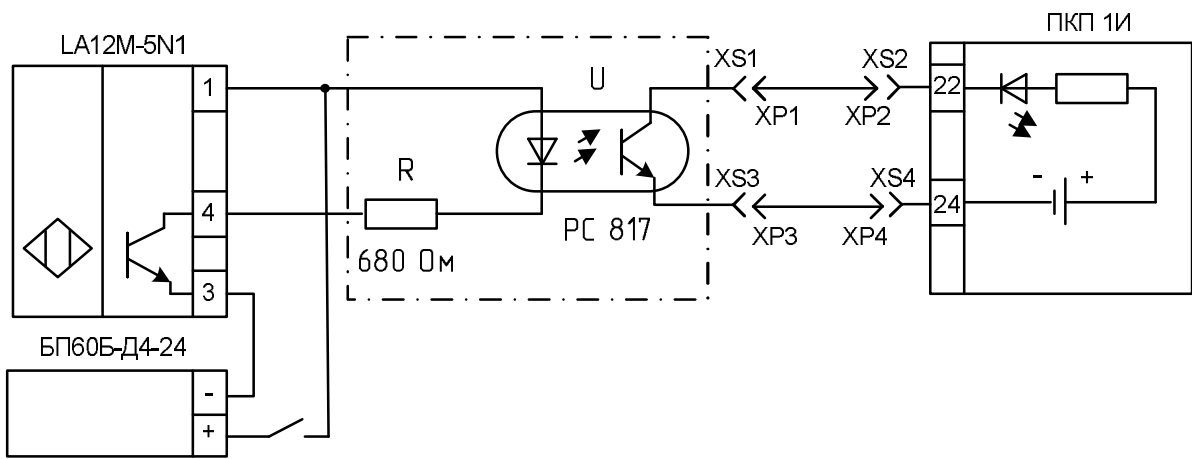 LA12M-5N1
ПКП 1И
1
4
3
R
680 Ом
U
PC 817
XS1
XP1
XS2
XP2
XS3
XP3
XS4
XP4
22
24
- +
БП60Б-Д4-24
-
+